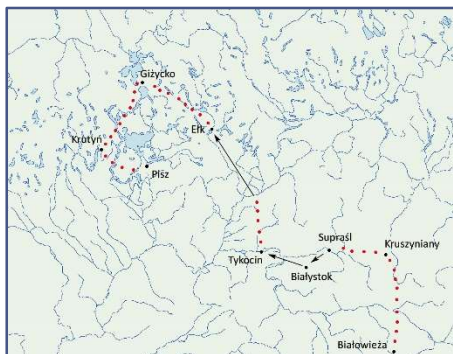 Giżycko
Ełk
Krutyń
Pisz
Supraśl
Kruszyniany
Tykocin
Białystok
Białowieża